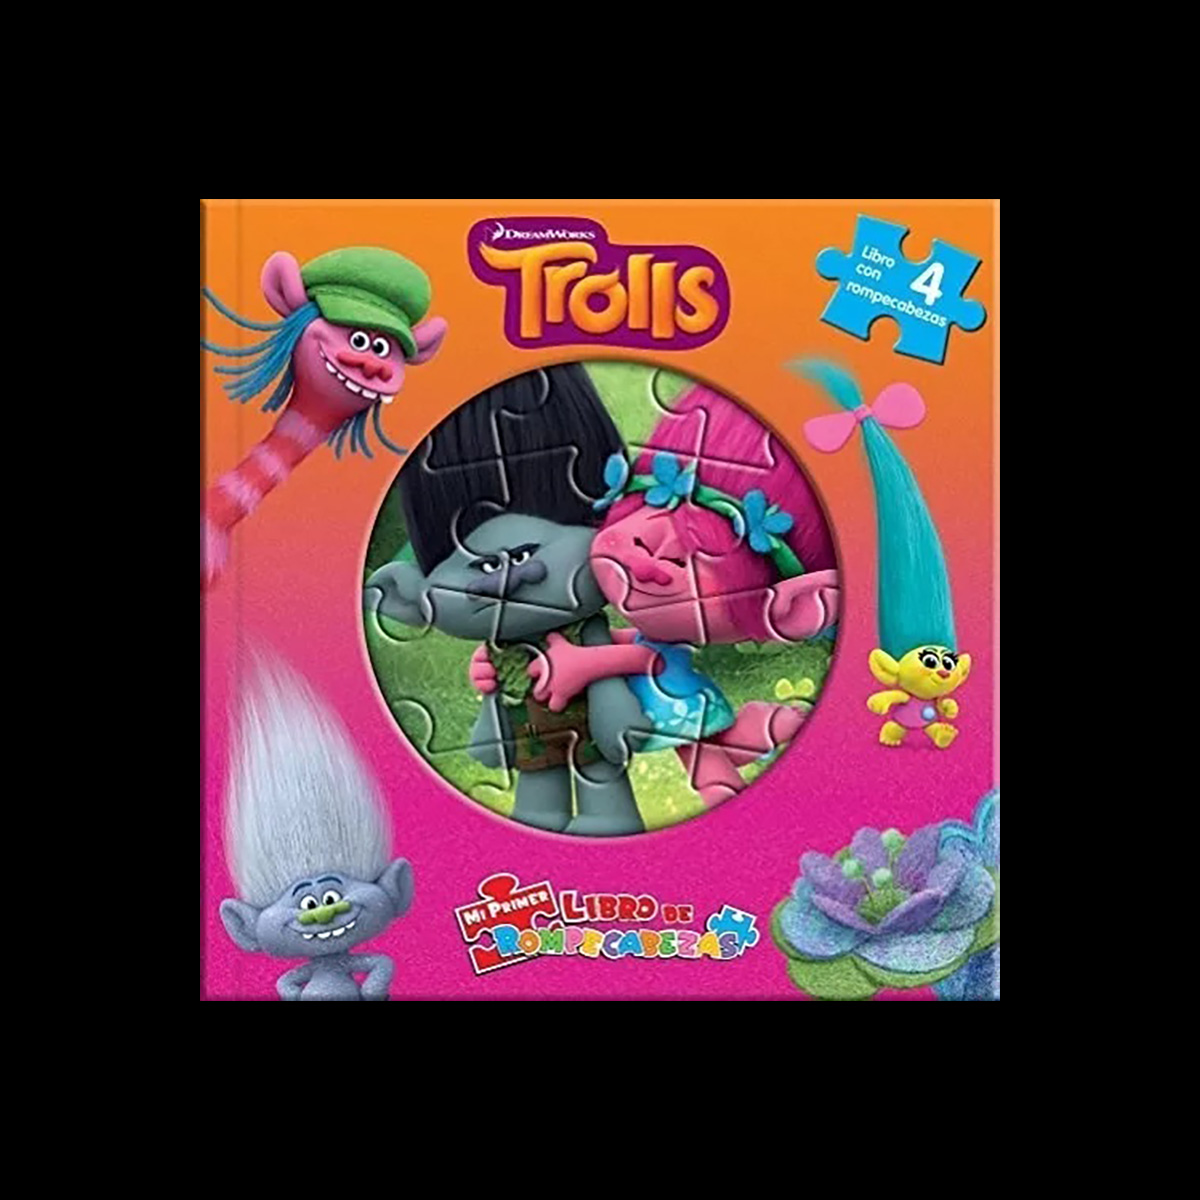 DREAMWORKS
Trolls
Libro
con 4
rompecabezas
MI PRIMER LIBRO DE
ROMPECABEZAS